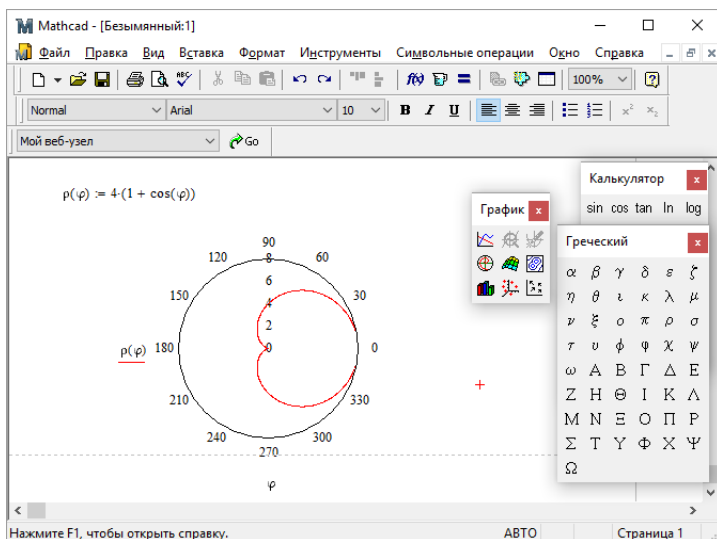 Mathcad - [Безымянный:1]
Файл Правка Вид Вставка Формат Инструменты Символьные операции Окно Справка
100%
Normal Arial 10 B I U x² x₂
Мой веб-узел Go
ρ(φ) := 4·(1 + cos(φ))
Калькулятор x
sin cos tan ln log
График x
Греческий x
α β γ δ ε ζ
η θ ι κ λ μ
ν ξ ο π ρ σ
τ υ ϕ φ χ ψ
ω Α Β Γ Δ Ε
Ζ Η Θ Ι Κ Λ
Μ Ν Ξ Ο Π Ρ
Σ Τ Υ Φ Χ Ψ
Ω
90
120 8 60
6
150 4 30
2
ρ(φ) 180 0 0
210 330
240 300
270
φ
Нажмите F1, чтобы открыть справку. АВТО Страница 1